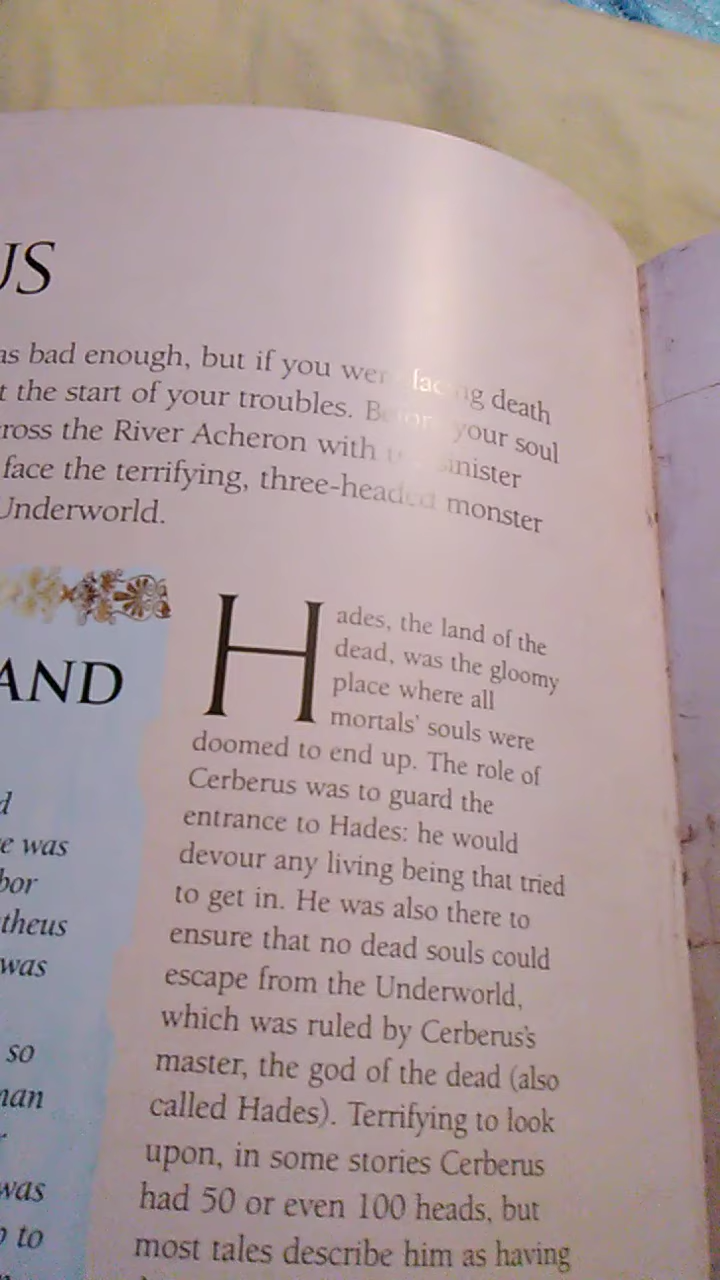 US
as bad enough, but if you were facing death
t the start of your troubles. Before your soul
ross the River Acheron with the sinister
face the terrifying, three-headed monster
Underworld.
AND
d
e was
bor
theus
was
so
man
was
to
Hades, the land of the
dead, was the gloomy
place where all
mortals' souls were
doomed to end up. The role of
Cerberus was to guard the
entrance to Hades: he would
devour any living being that tried
to get in. He was also there to
ensure that no dead souls could
escape from the Underworld,
which was ruled by Cerberus's
master, the god of the dead (also
called Hades). Terrifying to look
upon, in some stories Cerberus
had 50 or even 100 heads, but
most tales describe him as having